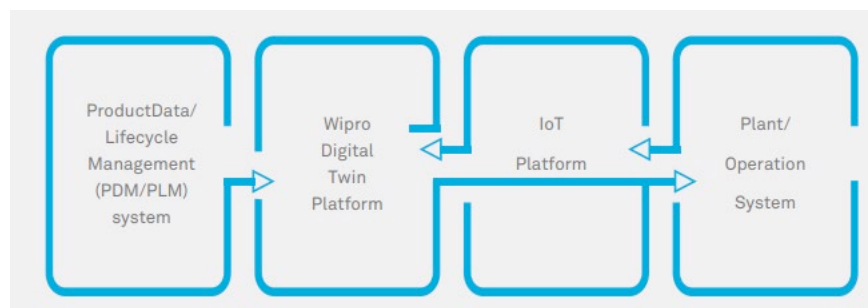 ProductData/
Lifecycle
Management
(PDM/PLM)
system
Wipro
Digital
Twin
Platform
IoT
Platform
Plant/
Operation
System